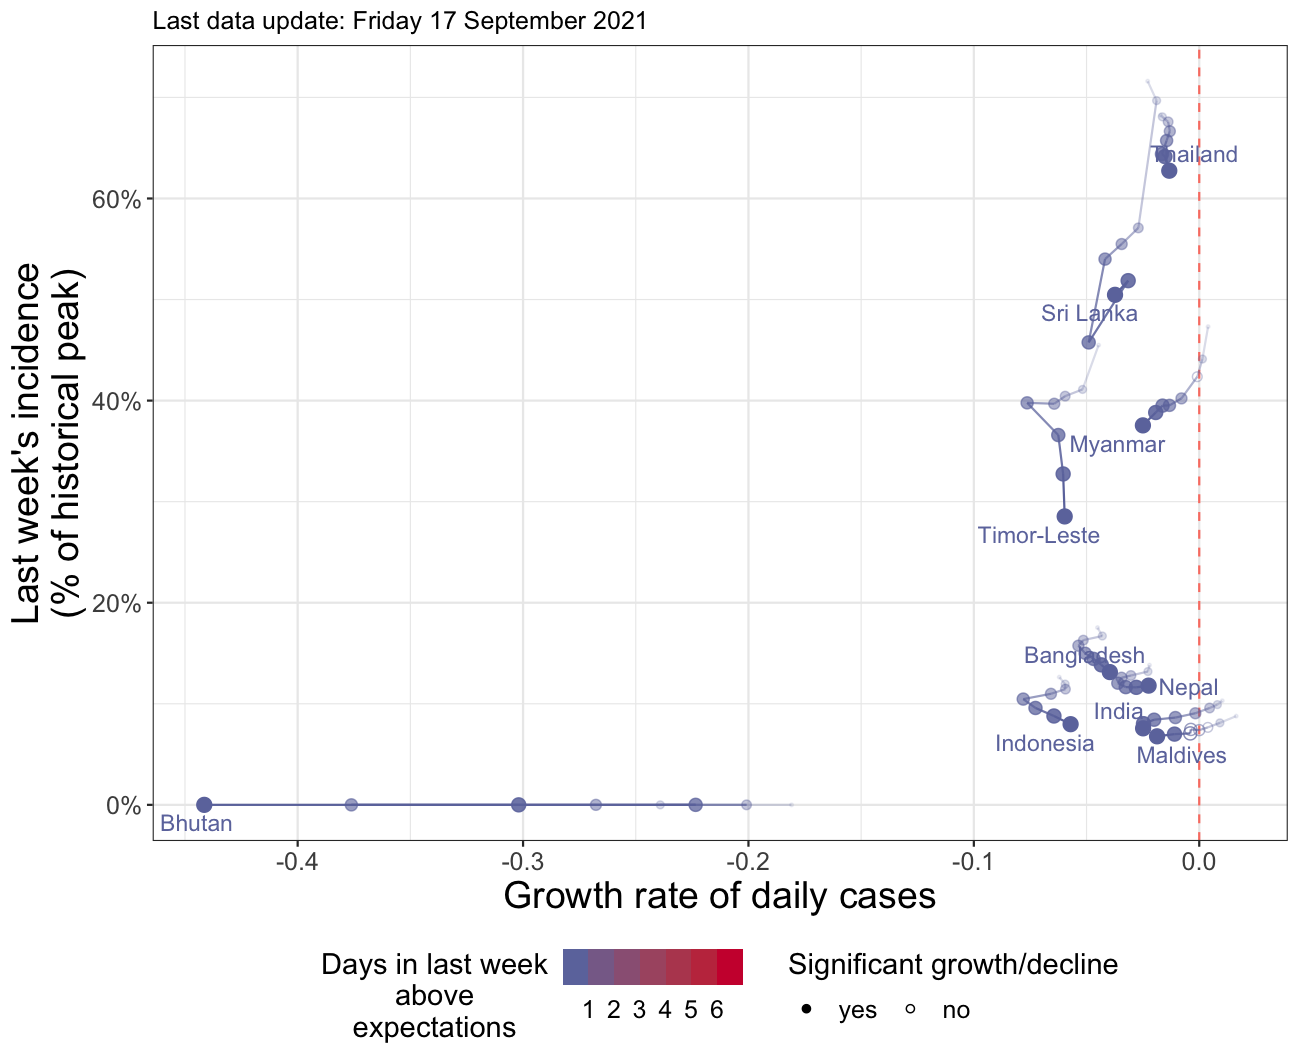 Last data update: Friday 17 September 2021
Last week's incidence
(% of historical peak)
60%
40%
20%
0%
Thailand
Sri Lanka
Myanmar
Timor-Leste
Bangladesh
Nepal
India
Indonesia
Maldives
Bhutan
-0.4
-0.3
-0.2
-0.1
0.0
Growth rate of daily cases
Days in last week
above
expectations
1 2 3 4 5 6
Significant growth/decline
yes
no